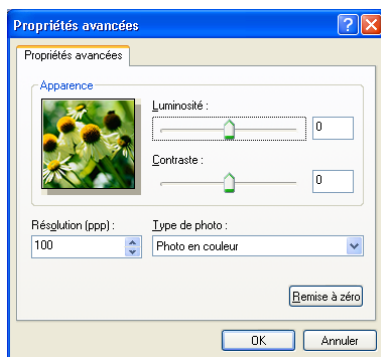 Propriétés avancées
Propriétés avancées
Apparence
Luminosité :
0
Contraste :
0
Résolution (ppp) :
Type de photo :
100
Photo en couleur
Remise à zéro
OK
Annuler